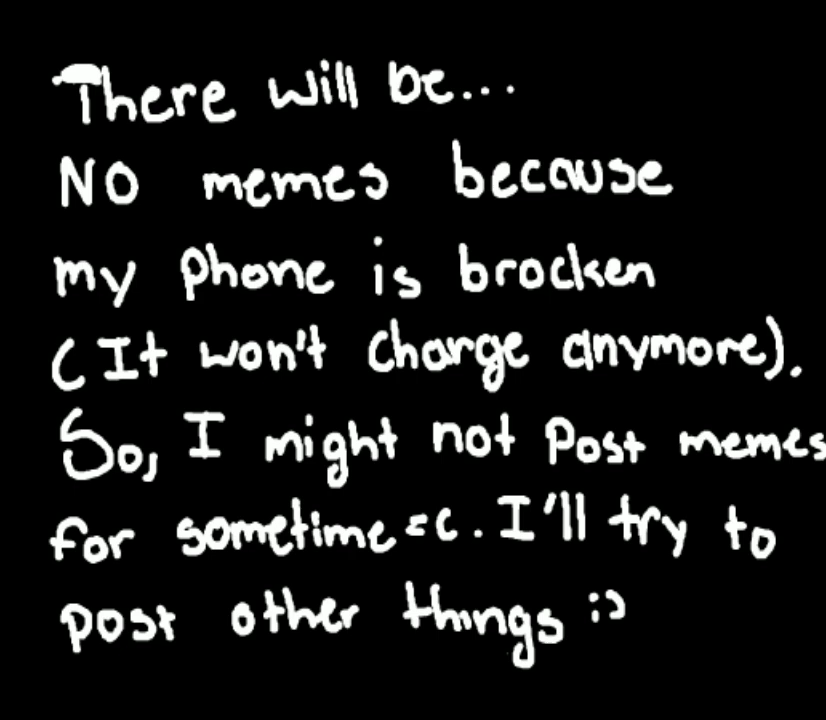 There will be...
NO memes because
my phone is brocken
(It won't charge anymore).
So, I might not Post memes
for sometime =c. I'll try to
post other things :)